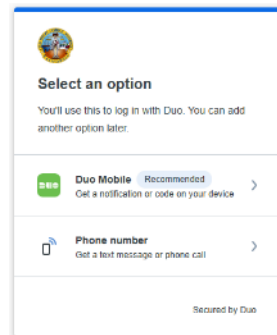 Select an option
You'll use this to log in with Duo. You can add
another option later.
Duo Mobile Recommended
Get a notification or code on your device
Phone number
Get a text message or phone call
Secured by Duo